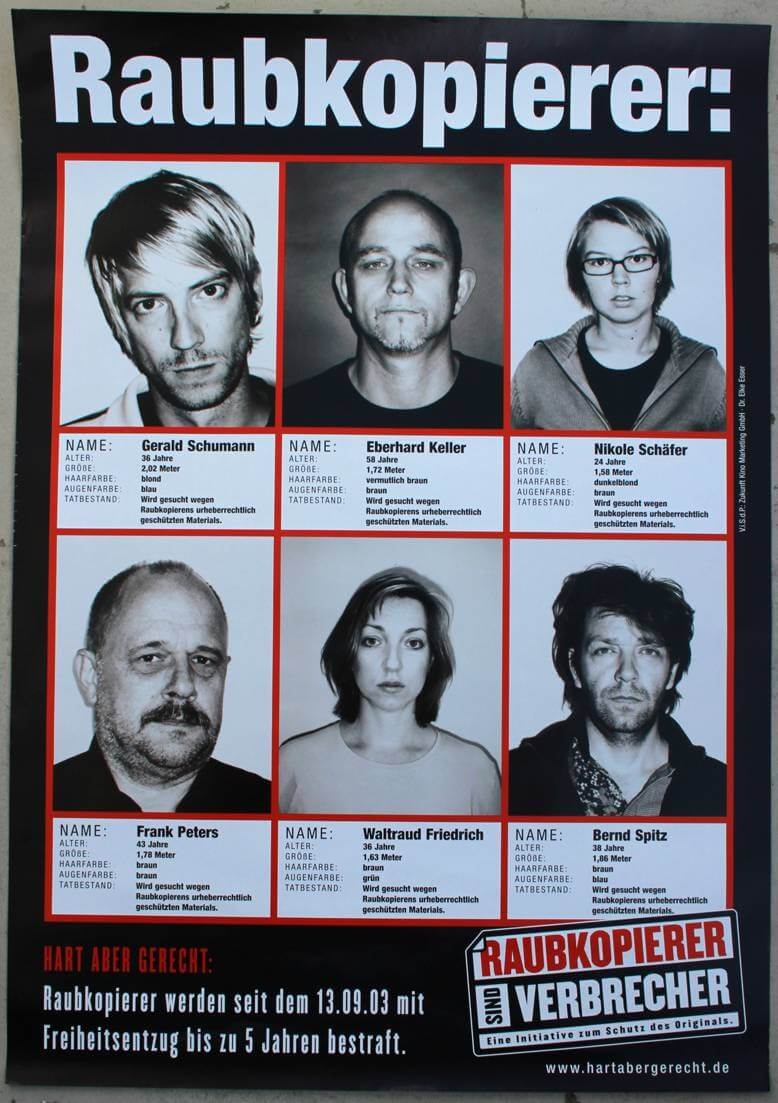 Raubkopierer:
NAME: Gerald Schumann
ALTER: 36 Jahre
GRÖßE: 2,02 Meter
HAARFARBE: blond
AUGENFARBE: blau
TATBESTAND: Wird gesucht wegen
Raubkopierens urheberrechtlich
geschützten Materials.
NAME: Eberhard Keller
ALTER: 58 Jahre
GRÖßE: 1,72 Meter
HAARFARBE: vermutlich braun
AUGENFARBE: braun
TATBESTAND: Wird gesucht wegen
Raubkopierens urheberrechtlich
geschützten Materials.
NAME: Nikole Schäfer
ALTER: 24 Jahre
GRÖßE: 1,58 Meter
HAARFARBE: dunkelblond
AUGENFARBE: braun
TATBESTAND: Wird gesucht wegen
Raubkopierens urheberrechtlich
geschützten Materials.
V.i.S.d.P.: Zukunft Kino Marketing GmbH · Dr. Elke Esser
NAME: Frank Peters
ALTER: 43 Jahre
GRÖßE: 1,78 Meter
HAARFARBE: braun
AUGENFARBE: braun
TATBESTAND: Wird gesucht wegen
Raubkopierens urheberrechtlich
geschützten Materials.
NAME: Waltraud Friedrich
ALTER: 36 Jahre
GRÖßE: 1,63 Meter
HAARFARBE: braun
AUGENFARBE: grün
TATBESTAND: Wird gesucht wegen
Raubkopierens urheberrechtlich
geschützten Materials.
NAME: Bernd Spitz
ALTER: 38 Jahre
GRÖßE: 1,86 Meter
HAARFARBE: braun
AUGENFARBE: blau
TATBESTAND: Wird gesucht wegen
Raubkopierens urheberrechtlich
geschützten Materials.
HART ABER GERECHT:
Raubkopierer werden seit dem 13.09.03 mit
Freiheitsentzug bis zu 5 Jahren bestraft.
RAUBKOPIERER
SIND VERBRECHER
Eine Initiative zum Schutz des Originals.
www.hartabergerecht.de